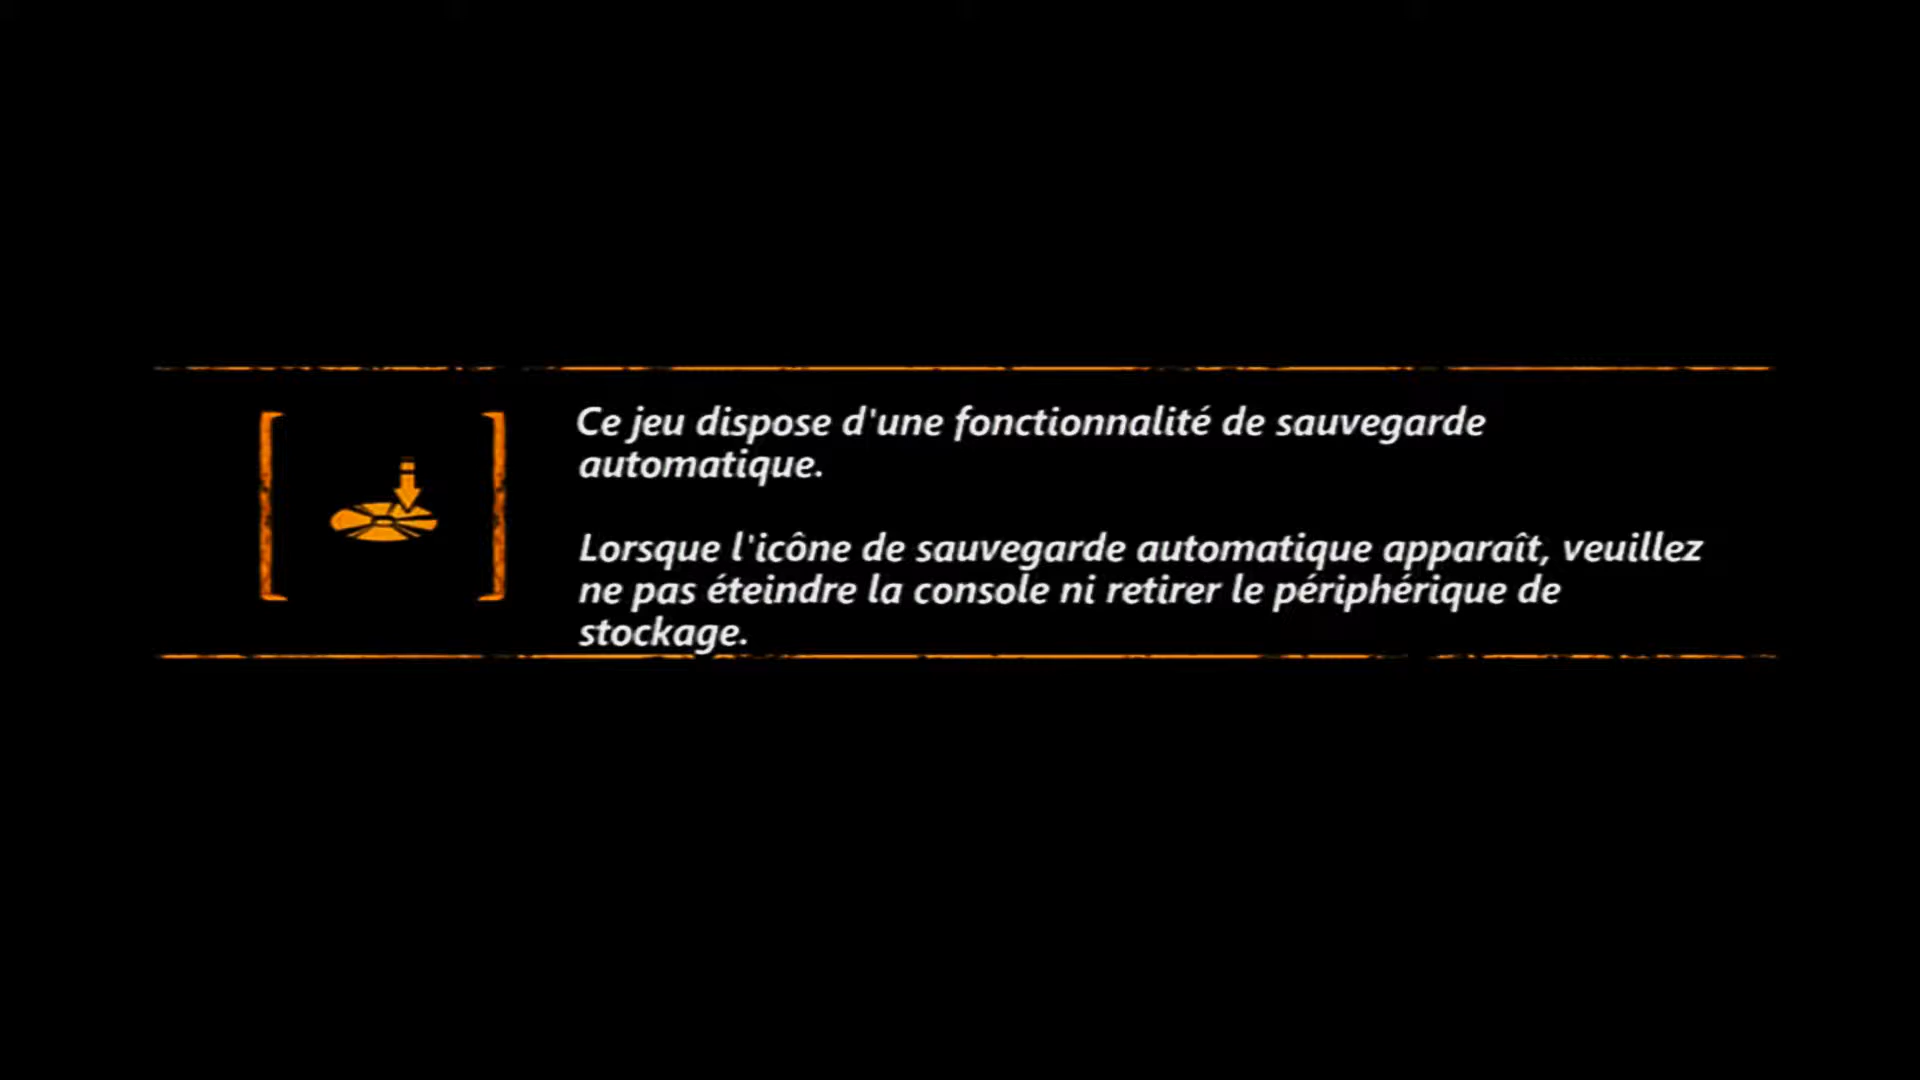 Ce jeu dispose d'une fonctionnalité de sauvegarde
automatique.
Lorsque l'icône de sauvegarde automatique apparaît, veuillez
ne pas éteindre la console ni retirer le périphérique de
stockage.